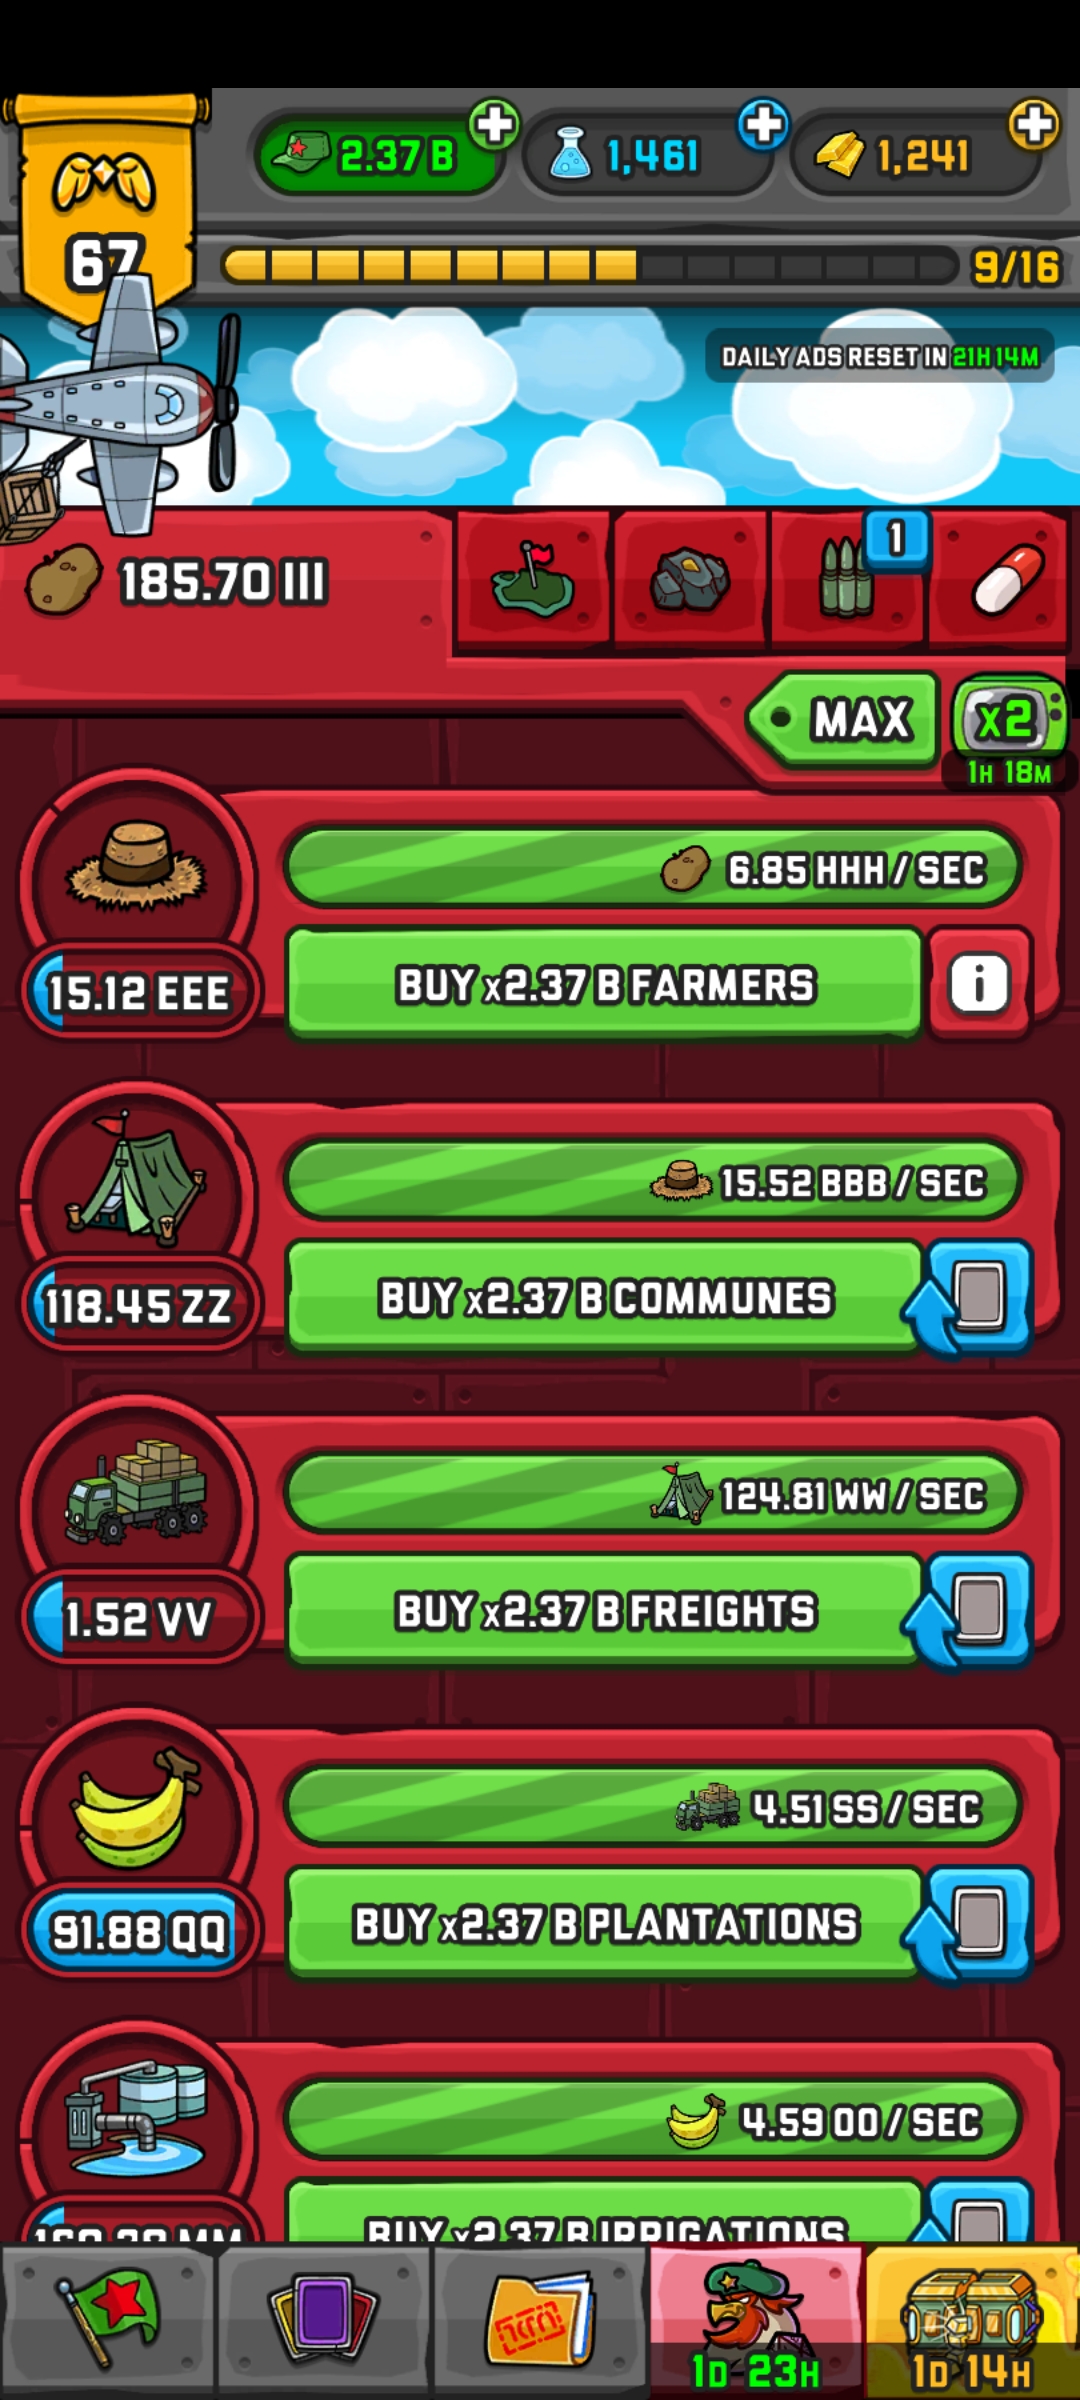 2.37 B
1,461
1,241
67
9/16
DAILY ADS RESET IN 21H 14M
185.70 III
1
MAX
x2
1H 18M
6.85 HHH / SEC
15.12 EEE
BUY x2.37 B FARMERS
i
15.52 BBB / SEC
118.45 ZZ
BUY x2.37 B COMMUNES
124.81 WW / SEC
1.52 VV
BUY x2.37 B FREIGHTS
4.51 SS / SEC
91.88 QQ
BUY x2.37 B PLANTATIONS
4.59 OO / SEC
BUY x2.37 B IRRIGATIONS
1D 23H
1D 14H